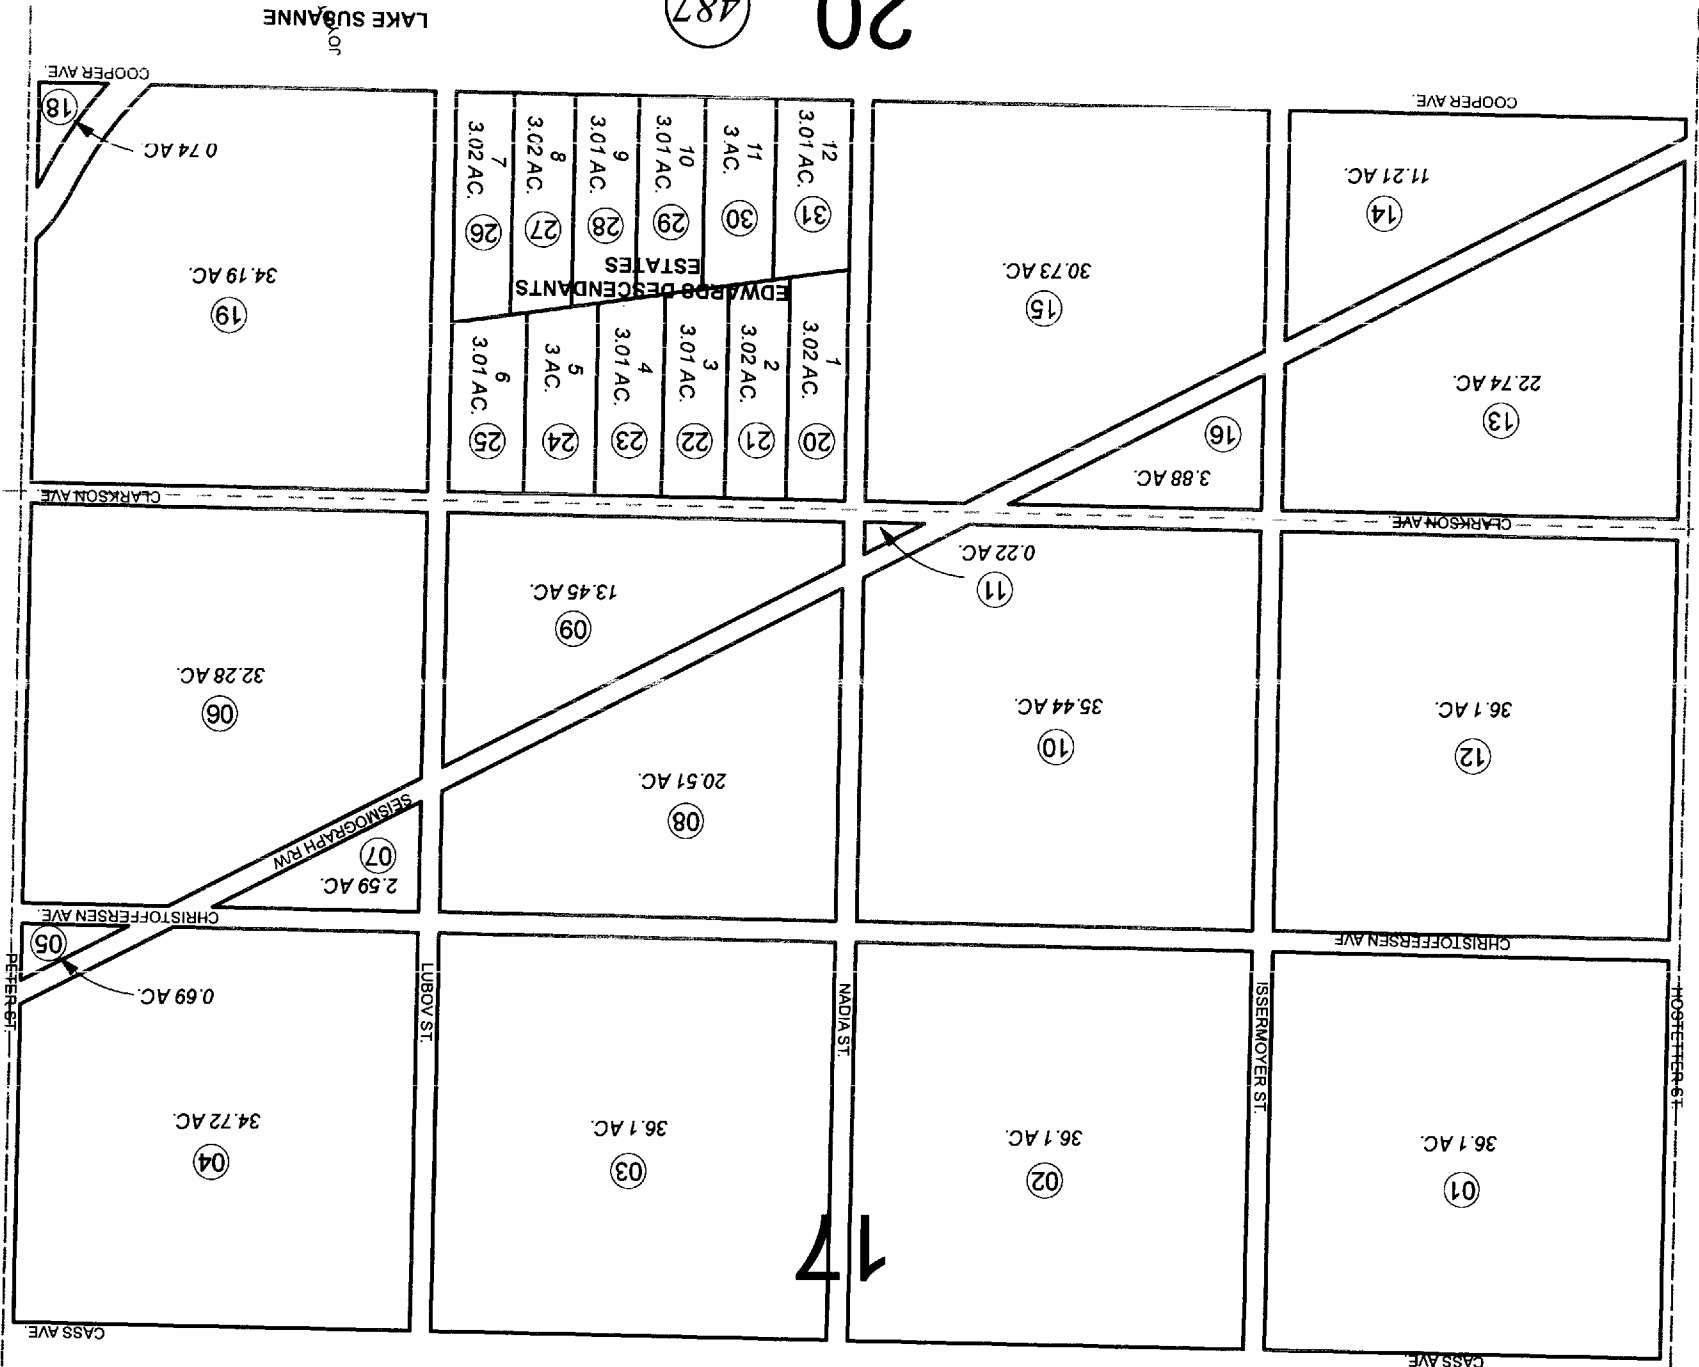 CASS AVE.
CASS AVE.
17
01
36.1 AC.
02
36.1 AC.
03
36.1 AC.
04
34.72 AC.
HOSTETTER ST.
ISSERMOYER ST.
NADIA ST.
LUBOV ST.
PETER ST.
0.69 AC.
05
CHRISTOFFERSEN AVE
CHRISTOFFERSEN AVE.
2.59 AC.
07
SEISMOGRAPH R/W
08
20.51 AC.
12
36.1 AC.
10
35.44 AC.
06
32.28 AC.
09
13.45 AC.
11
0.22 AC.
CLARKSON AVE
CLARKSON AVE
3.88 AC.
16
13
22.74 AC.
20
21
22
23
24
25
1
3.02 AC.
2
3.02 AC.
3
3.01 AC.
4
3.01 AC.
5
3 AC.
6
3.01 AC.
15
30.73 AC.
19
34.19 AC.
EDWARDS DESCENDANTS
ESTATES
14
11.21 AC.
31
30
29
28
27
26
12
3.01 AC.
11
3 AC.
10
3.01 AC.
9
3.01 AC.
8
3.02 AC.
7
3.02 AC.
0.74 AC.
18
COOPER AVE.
COOPER AVE.
20
487
JOY
LAKE SUSANNE